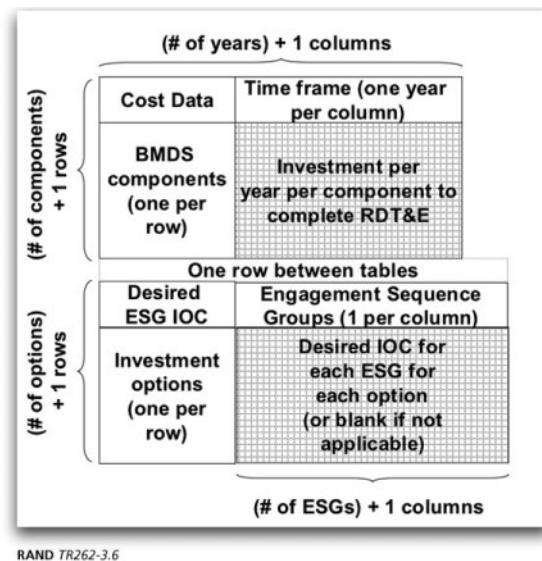 (# of years) + 1 columns
(# of components)
+ 1 rows
Cost Data
Time frame (one year
per column)
BMDS
components
(one per
row)
Investment per
year per component to
complete RDT&E
One row between tables
(# of options)
+ 1 rows
Desired
ESG IOC
Engagement Sequence
Groups (1 per column)
Investment
options
(one per
row)
Desired IOC for
each ESG for
each option
(or blank if not
applicable)
(# of ESGs) + 1 columns
RAND TR262-3.6